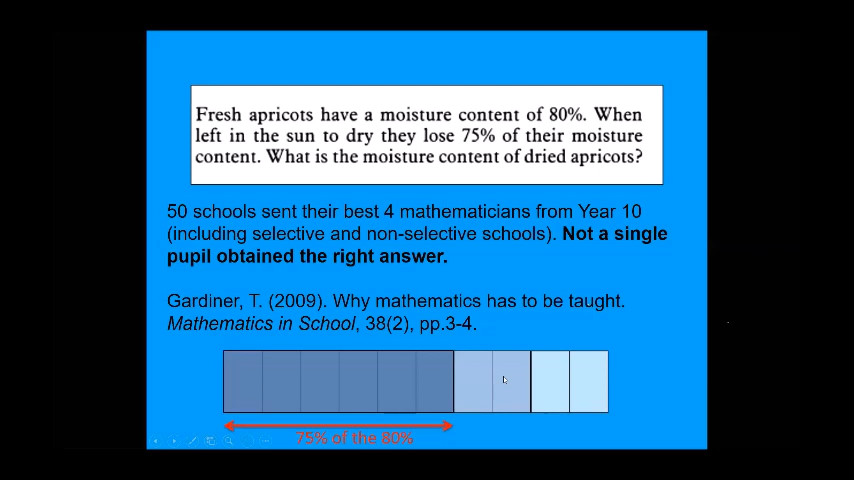 Fresh apricots have a moisture content of 80%. When
left in the sun to dry they lose 75% of their moisture
content. What is the moisture content of dried apricots?
50 schools sent their best 4 mathematicians from Year 10
(including selective and non-selective schools). Not a single
pupil obtained the right answer.
Gardiner, T. (2009). Why mathematics has to be taught.
Mathematics in School, 38(2), pp.3-4.
75% of the 80%